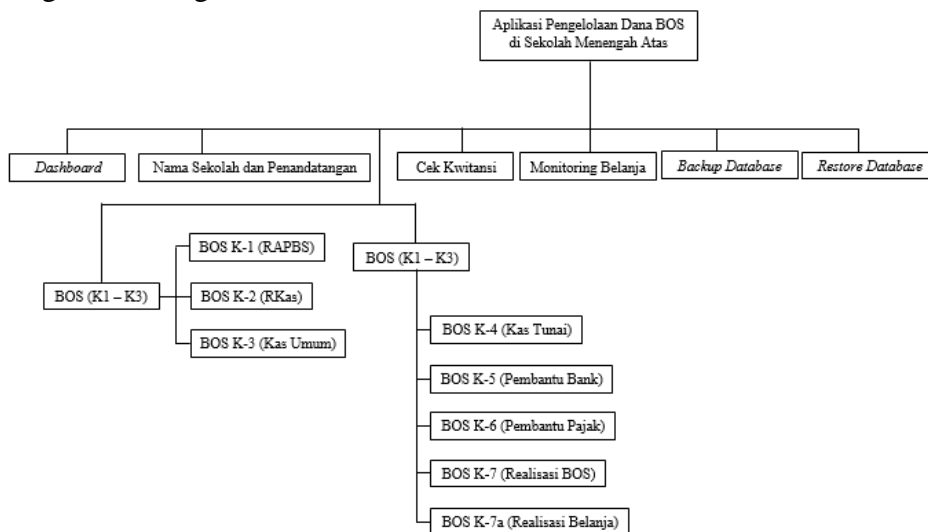 Aplikasi Pengelolaan Dana BOS
di Sekolah Menengah Atas
Dashboard
Nama Sekolah dan Penandatangan
Cek Kwitansi
Monitoring Belanja
Backup Database
Restore Database
BOS (K1 – K3)
BOS K-1 (RAPBS)
BOS K-2 (RKas)
BOS K-3 (Kas Umum)
BOS (K1 – K3)
BOS K-4 (Kas Tunai)
BOS K-5 (Pembantu Bank)
BOS K-6 (Pembantu Pajak)
BOS K-7 (Realisasi BOS)
BOS K-7a (Realisasi Belanja)